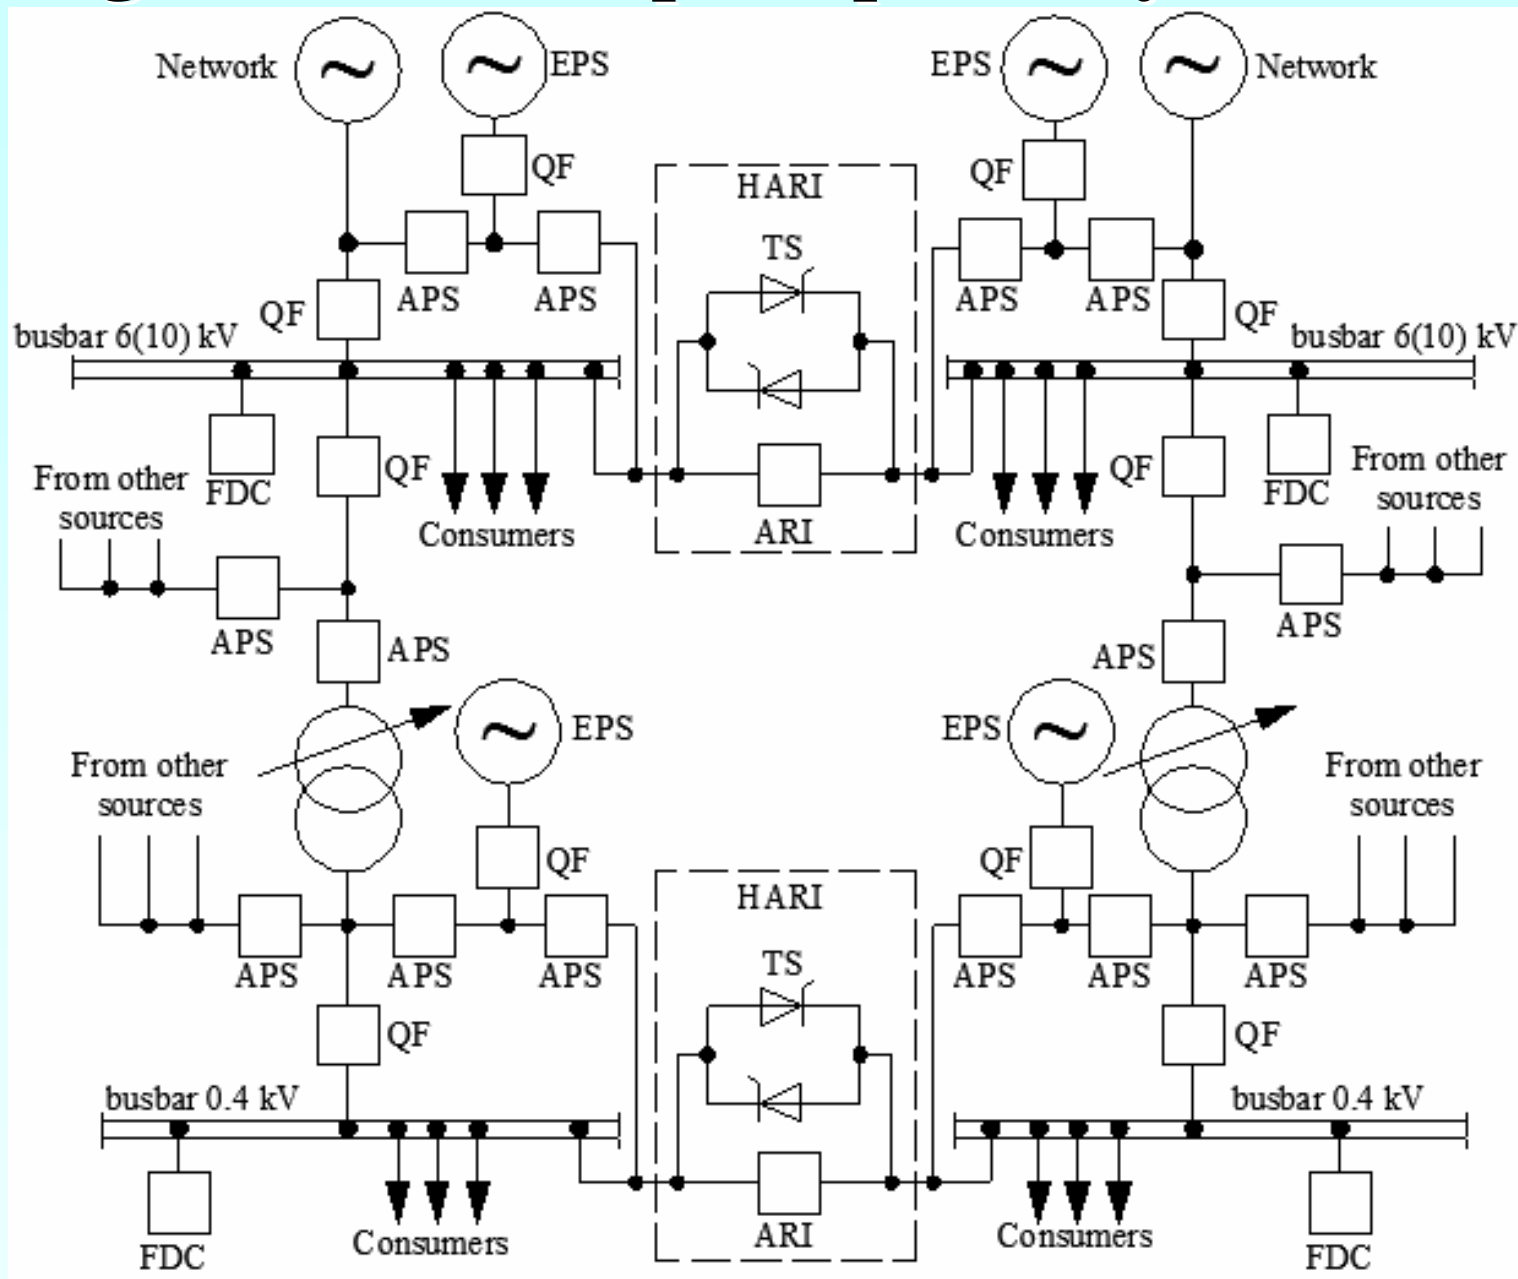 Network
EPS
EPS
Network
QF
QF
HARI
TS
APS
APS
APS
APS
QF
QF
busbar 6(10) kV
busbar 6(10) kV
From other
sources
FDC
QF
Consumers
ARI
Consumers
QF
FDC
From other
sources
APS
APS
APS
APS
From other
sources
EPS
EPS
From other
sources
QF
QF
HARI
TS
APS
APS
APS
APS
APS
APS
QF
QF
busbar 0.4 kV
busbar 0.4 kV
FDC
Consumers
ARI
Consumers
FDC